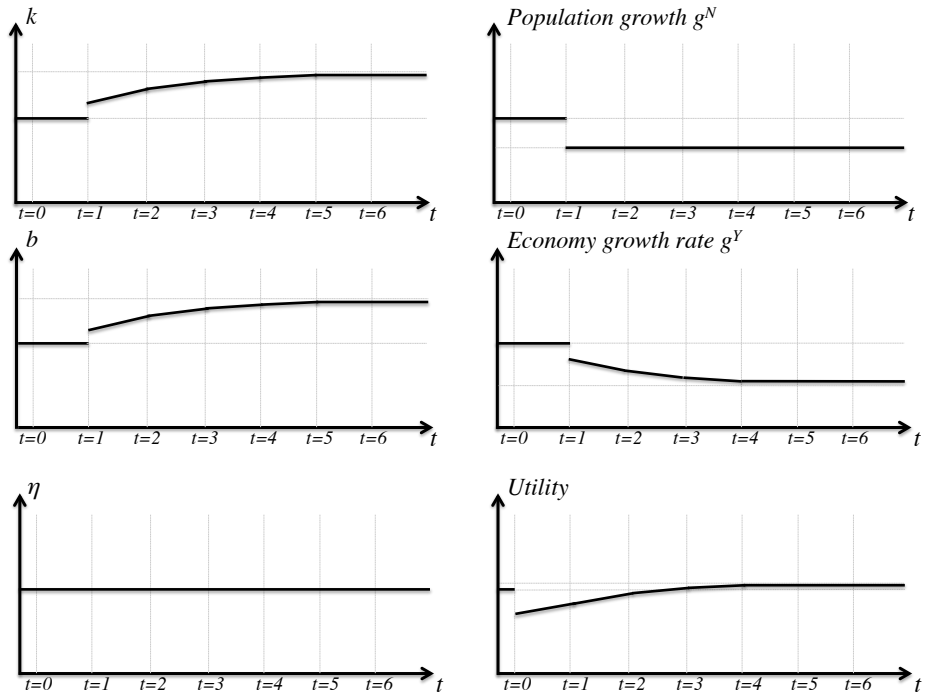 k
t=0 t=1 t=2 t=3 t=4 t=5 t=6 t
Population growth g^N
t=0 t=1 t=2 t=3 t=4 t=5 t=6 t
b
t=0 t=1 t=2 t=3 t=4 t=5 t=6 t
Economy growth rate g^Y
t=0 t=1 t=2 t=3 t=4 t=5 t=6 t
η
t=0 t=1 t=2 t=3 t=4 t=5 t=6 t
Utility
t=0 t=1 t=2 t=3 t=4 t=5 t=6 t